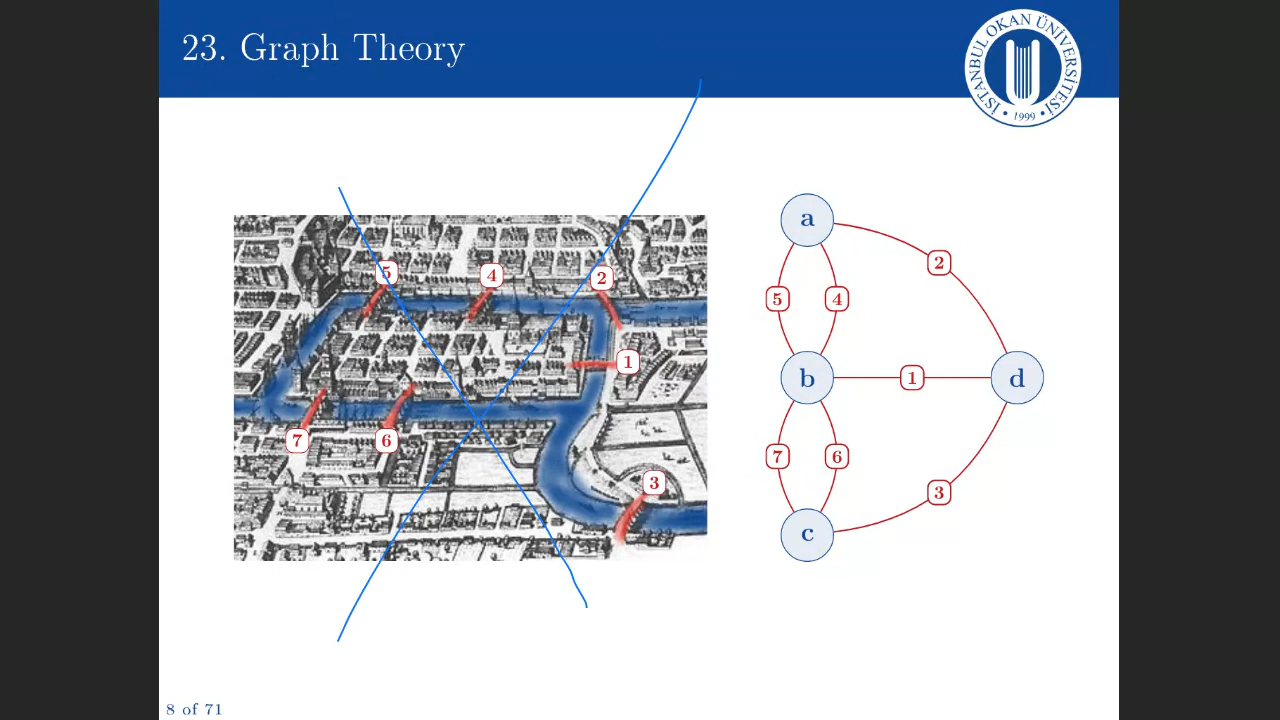 23. Graph Theory
İSTANBUL OKAN ÜNİVERSİTESİ
• 1999 •
5
4
2
1
7
6
3
a
2
5
4
b
1
d
7
6
3
c
8 of 71